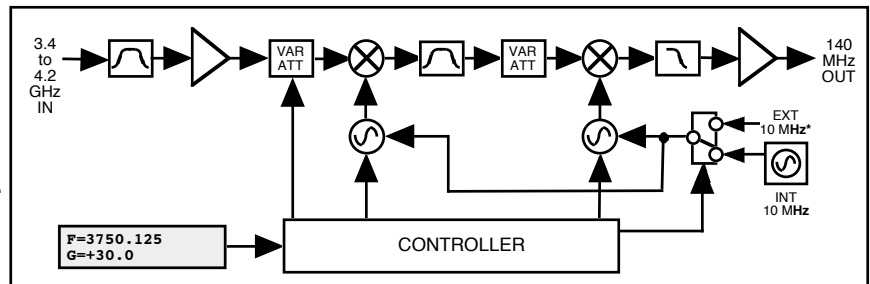 3.4
to
4.2
GHz
IN
VAR
ATT
VAR
ATT
140
MHz
OUT
EXT
10 MHz*
INT
10 MHz
F=3750.125
G=+30.0
CONTROLLER